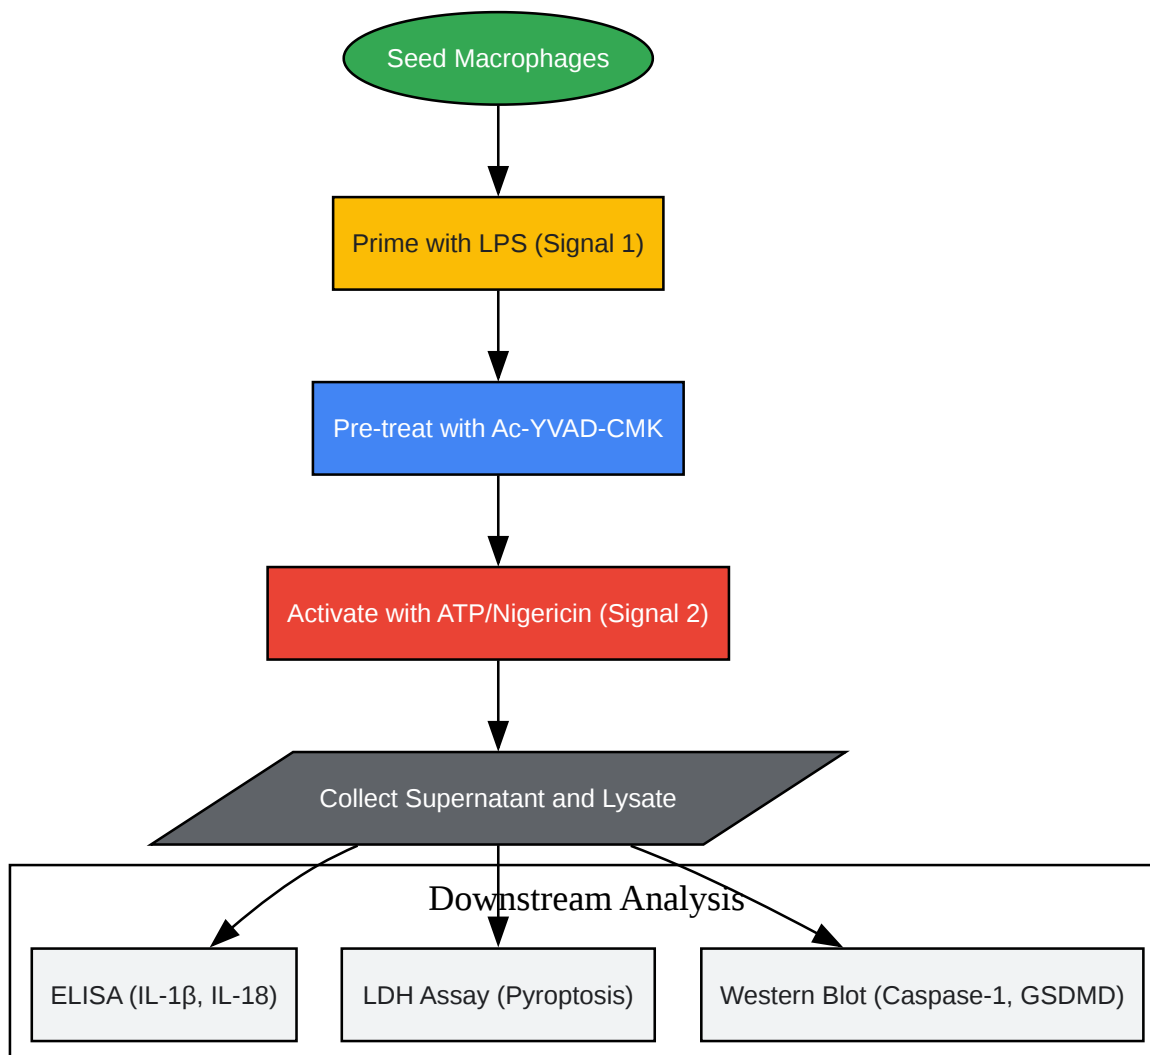 Seed Macrophages
Prime with LPS (Signal 1)
Pre-treat with Ac-YVAD-CMK
Activate with ATP/Nigericin (Signal 2)
Collect Supernatant and Lysate
Downstream Analysis
ELISA (IL-1β, IL-18)
LDH Assay (Pyroptosis)
Western Blot (Caspase-1, GSDMD)